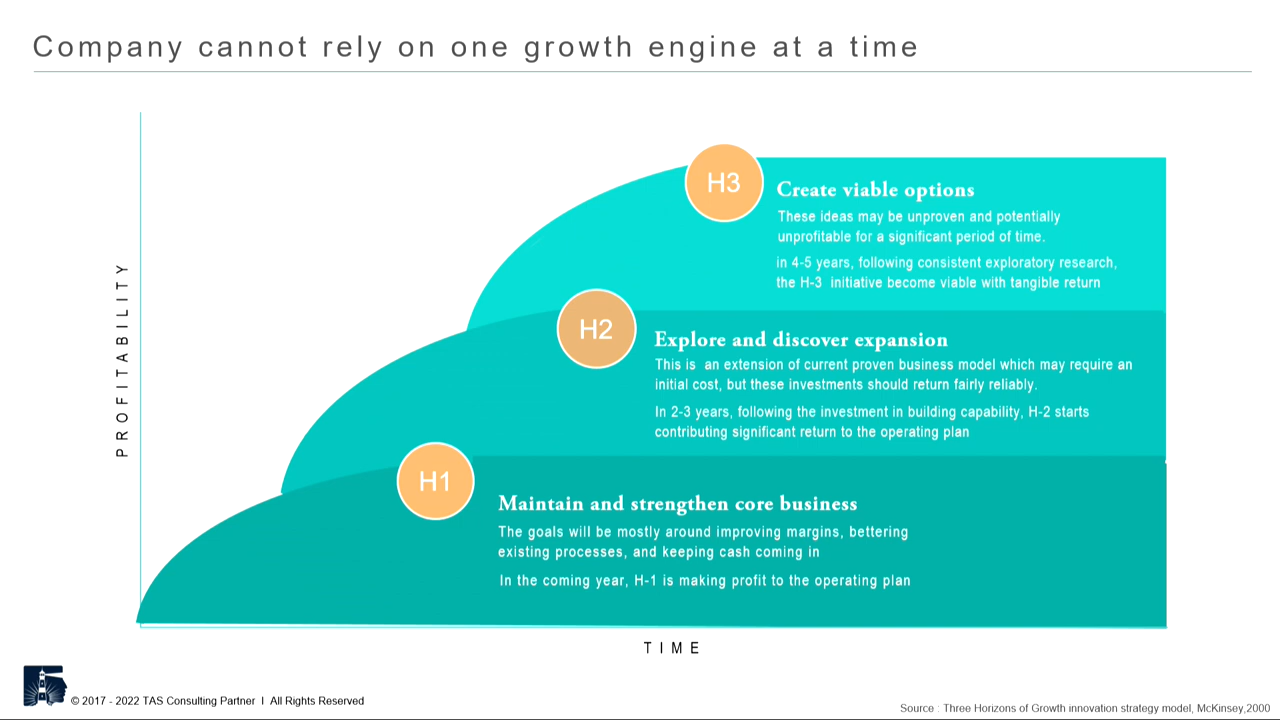 Company cannot rely on one growth engine at a time
PROFITABILITY
H3
Create viable options
These ideas may be unproven and potentially
unprofitable for a significant period of time.
in 4-5 years, following consistent exploratory research,
the H-3 initiative become viable with tangible return
H2
Explore and discover expansion
This is an extension of current proven business model which may require an
initial cost, but these investments should return fairly reliably.
In 2-3 years, following the investment in building capability, H-2 starts
contributing significant return to the operating plan
H1
Maintain and strengthen core business
The goals will be mostly around improving margins, bettering
existing processes, and keeping cash coming in
In the coming year, H-1 is making profit to the operating plan
TIME
© 2017 - 2022 TAS Consulting Partner I All Rights Reserved
Source : Three Horizons of Growth innovation strategy model, McKinsey,2000